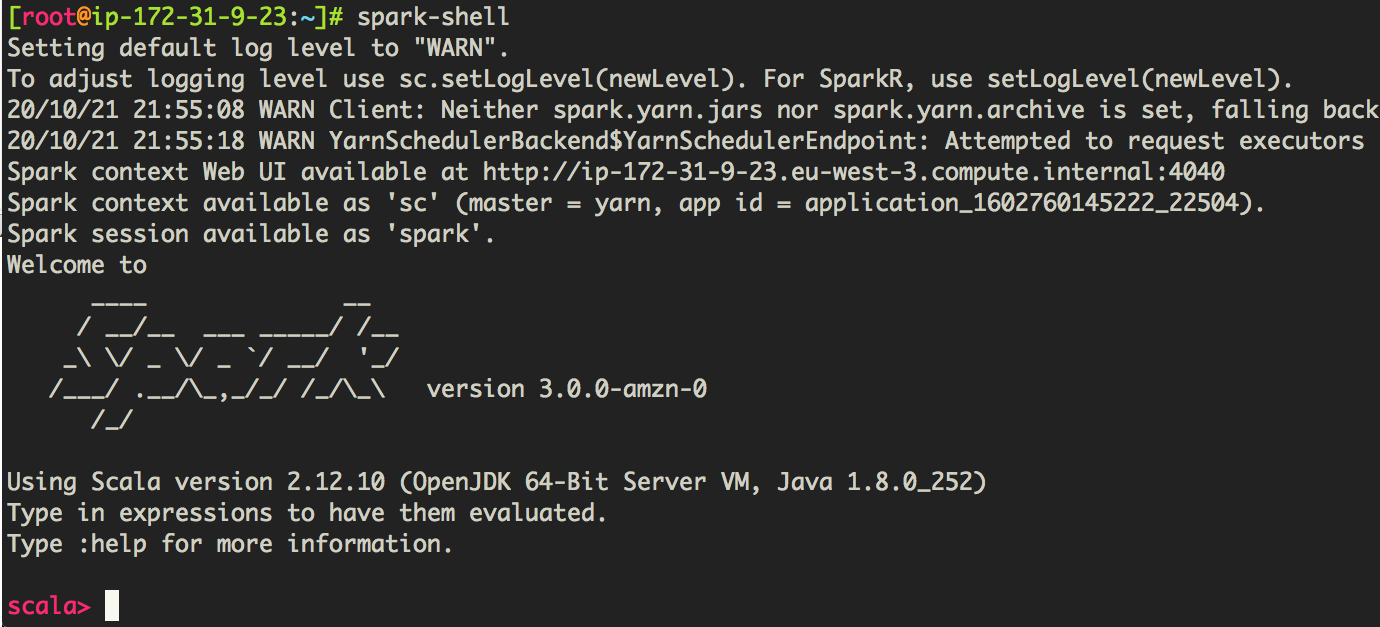 [root@ip-172-31-9-23:~]# spark-shell
Setting default log level to "WARN".
To adjust logging level use sc.setLogLevel(newLevel). For SparkR, use setLogLevel(newLevel).
20/10/21 21:55:08 WARN Client: Neither spark.yarn.jars nor spark.yarn.archive is set, falling back
20/10/21 21:55:18 WARN YarnSchedulerBackend$YarnSchedulerEndpoint: Attempted to request executors
Spark context Web UI available at http://ip-172-31-9-23.eu-west-3.compute.internal:4040
Spark context available as 'sc' (master = yarn, app id = application_1602760145222_22504).
Spark session available as 'spark'.
Welcome to
      ____              __
     / __/__  ___ _____/ /__
    _\ \/ _ \/ _ `/ __/  '_/
   /___/ .__/\_,_/_/ /_/\_\   version 3.0.0-amzn-0
      /_/
Using Scala version 2.12.10 (OpenJDK 64-Bit Server VM, Java 1.8.0_252)
Type in expressions to have them evaluated.
Type :help for more information.
scala>